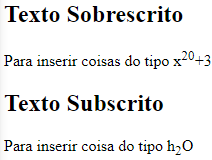 Texto Sobrescrito
Para inserir coisas do tipo x²⁰+3
Texto Subscrito
Para inserir coisa do tipo h₂O